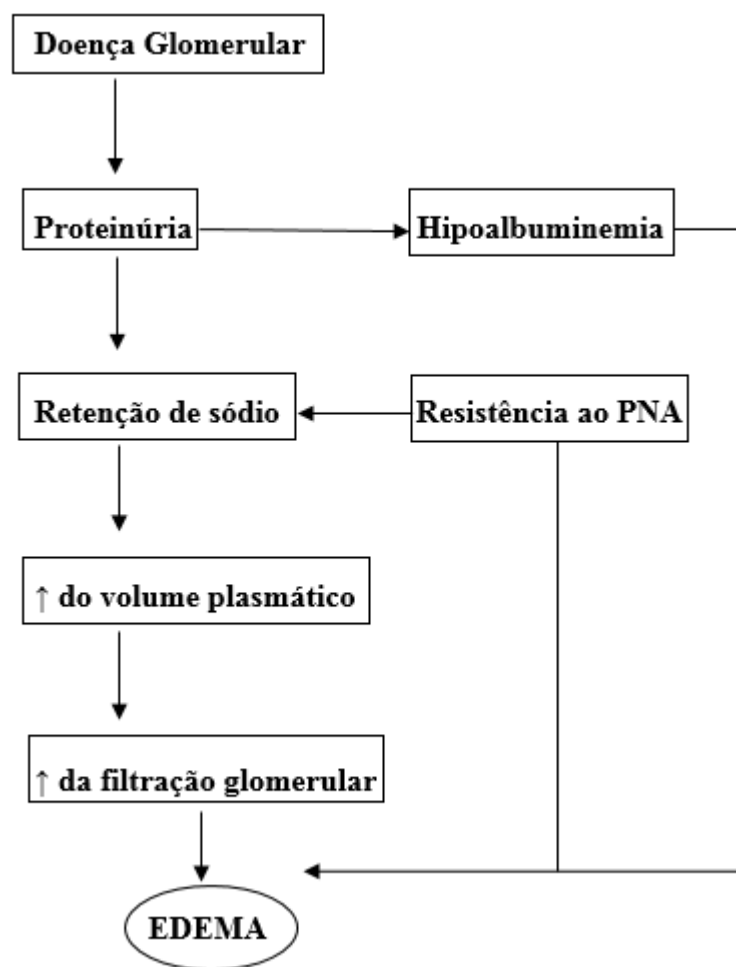 Doença Glomerular
Proteinúria
Hipoalbuminemia
Retenção de sódio
Resistência ao PNA
↑ do volume plasmático
↑ da filtração glomerular
EDEMA